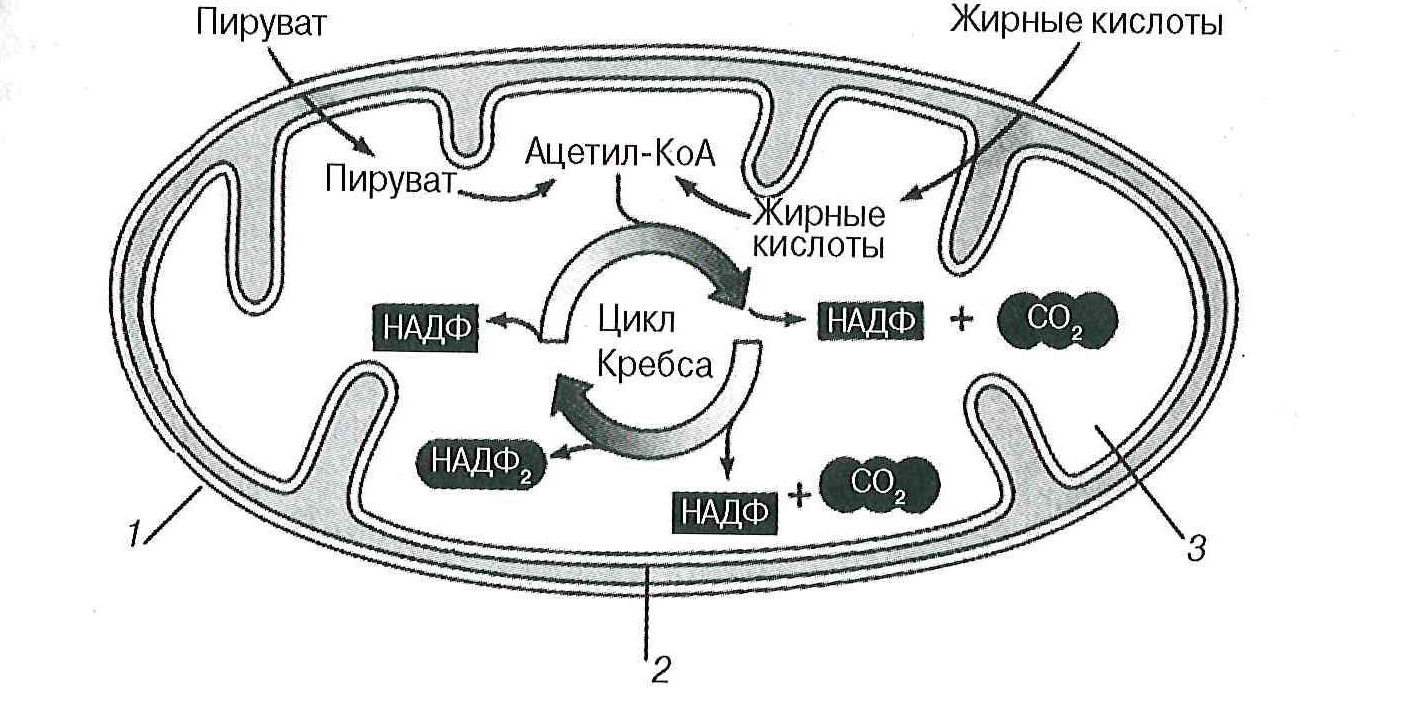 Пируват
Жирные кислоты
Ацетил-КоА
Пируват
Жирные
кислоты
НАДФ
Цикл
Кребса
НАДФ + CO2
НАДФ2
НАДФ + CO2
1
2
3